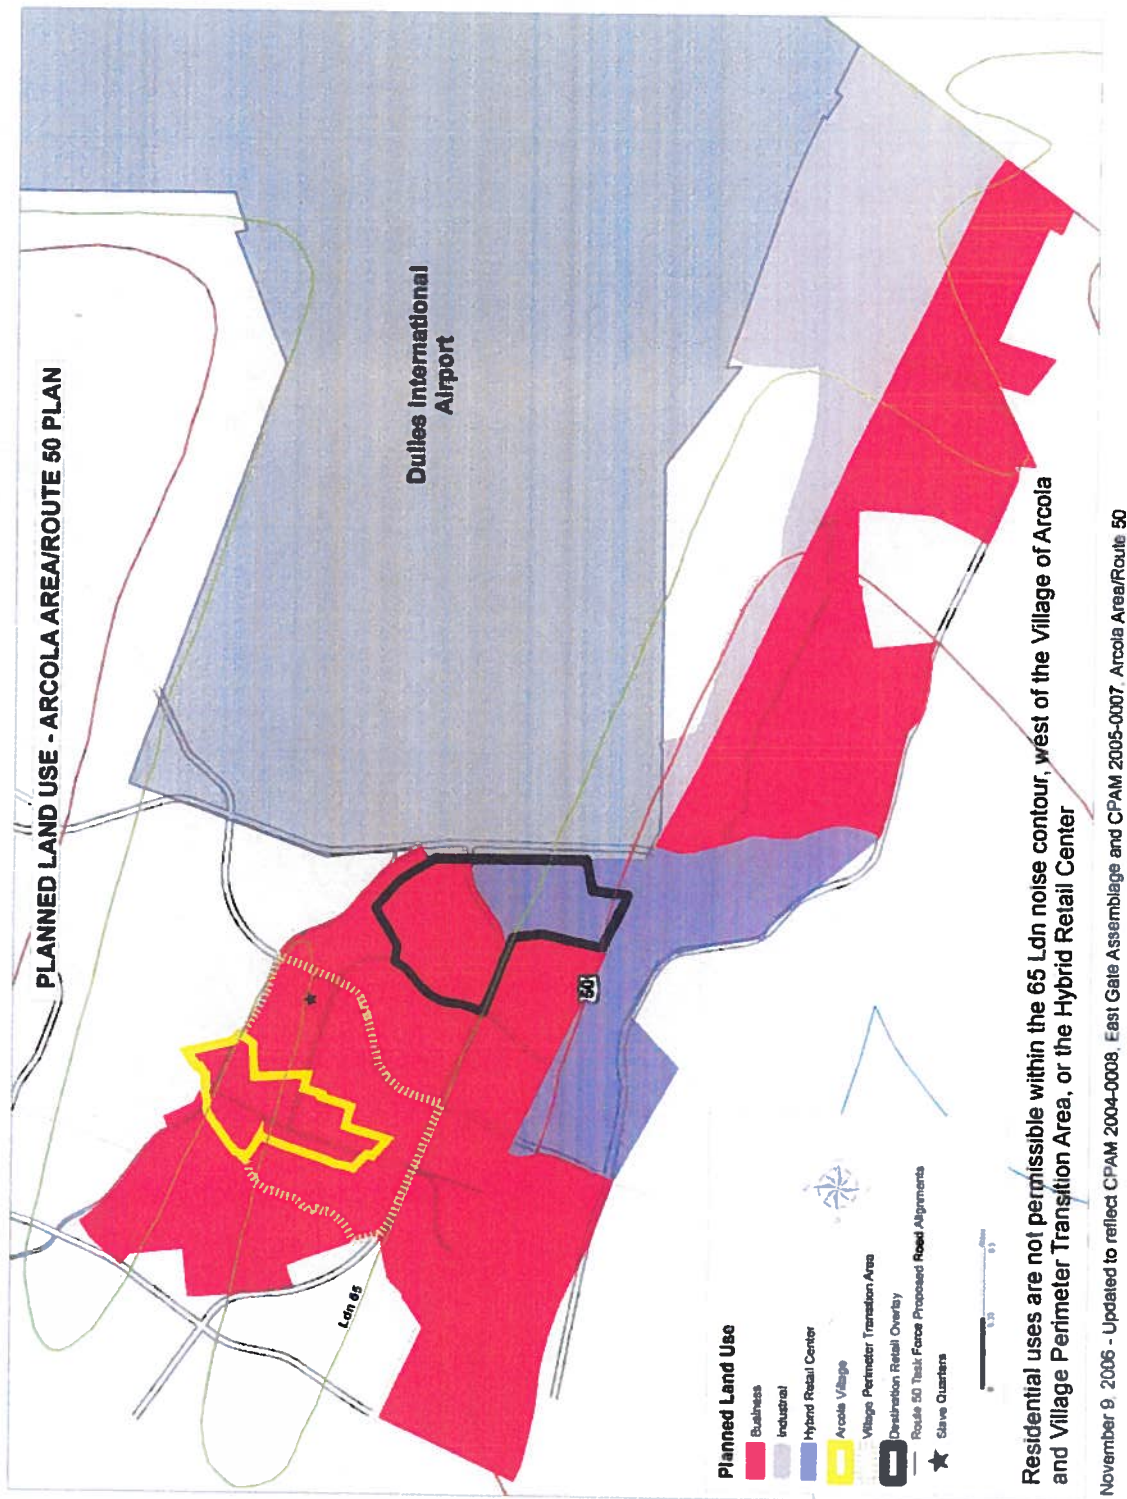 PLANNED LAND USE - ARCOLA AREA/ROUTE 50 PLAN
Dulles International
Airport
50
Ldn 65
Planned Land Use
Business
Industrial
Hybrid Retail Center
Arcola Village
Village Perimeter Transition Area
Destination Retail Overlay
Route 50 Task Force Proposed Road Alignments
Slave Quarters
Residential uses are not permissible within the 65 Ldn noise contour, west of the Village of Arcola
and Village Perimeter Transition Area, or the Hybrid Retail Center
November 9, 2006 - Updated to reflect CPAM 2004-0008, East Gate Assemblage and CPAM 2005-0007, Arcola Area/Route 50